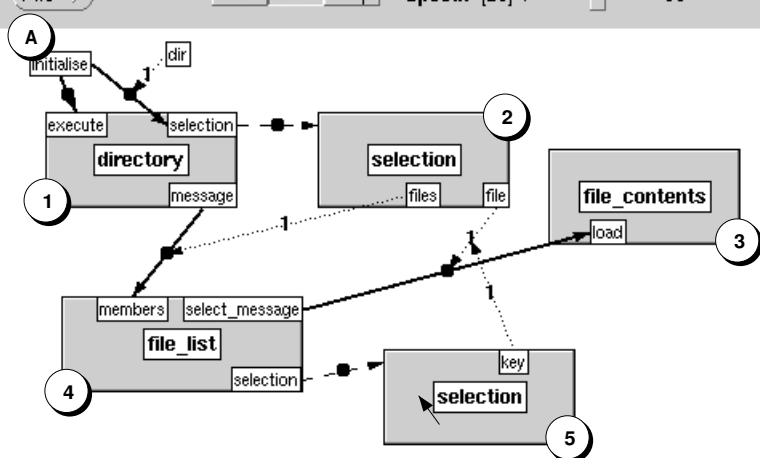 A
initialise
dir
1
execute
selection
directory
message
1
2
selection
files
file
file_contents
load
3
1
1
1
members
select_message
file_list
selection
4
key
selection
5